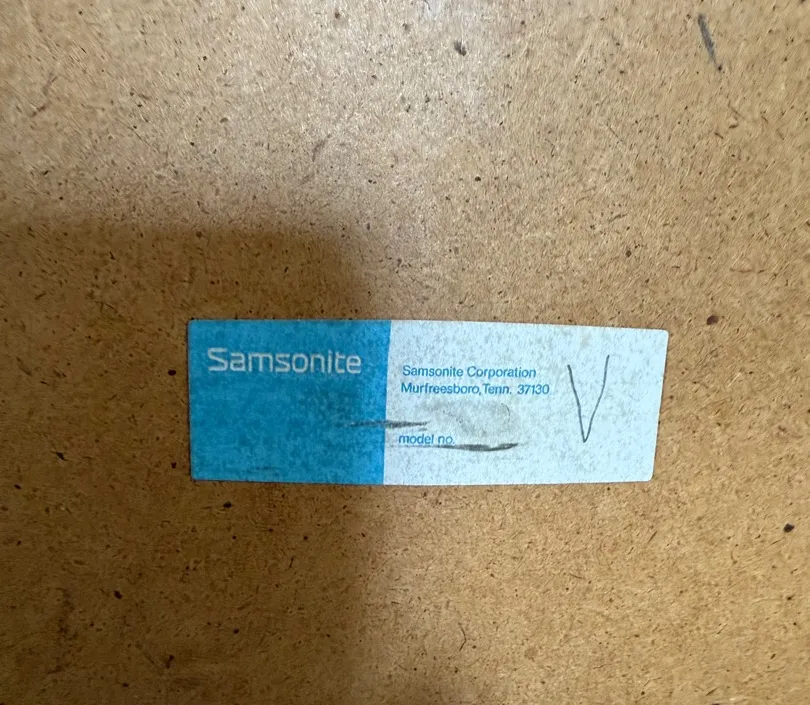 Samsonite
Samsonite Corporation
Murfreesboro, Tenn. 37130
model no.
V